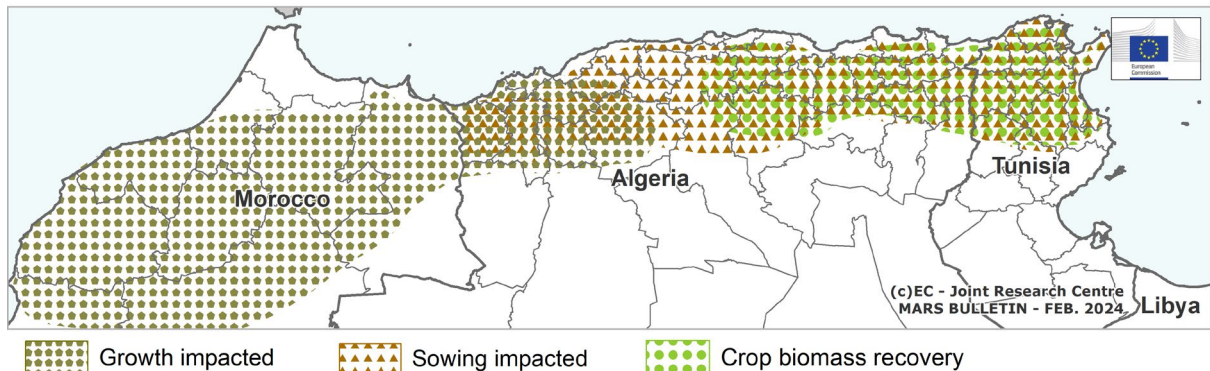 European
Commission
Tunisia
Algeria
Morocco
(c)EC - Joint Research Centre
MARS BULLETIN - FEB. 2024
Libya
Growth impacted
Sowing impacted
Crop biomass recovery